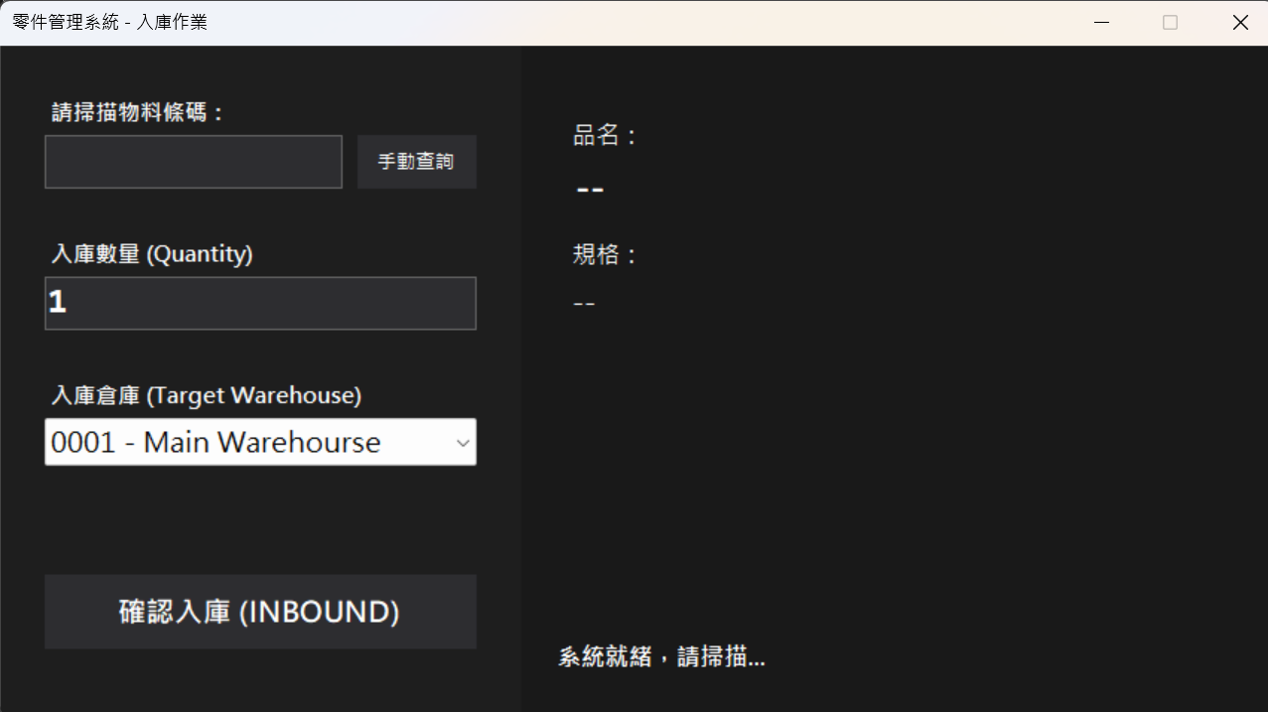 零件管理系統 - 入庫作業
請掃描物料條碼：
手動查詢
入庫數量 (Quantity)
1
入庫倉庫 (Target Warehouse)
0001 - Main Warehourse
確認入庫 (INBOUND)
品名：
--
規格：
--
系統就緒，請掃描...